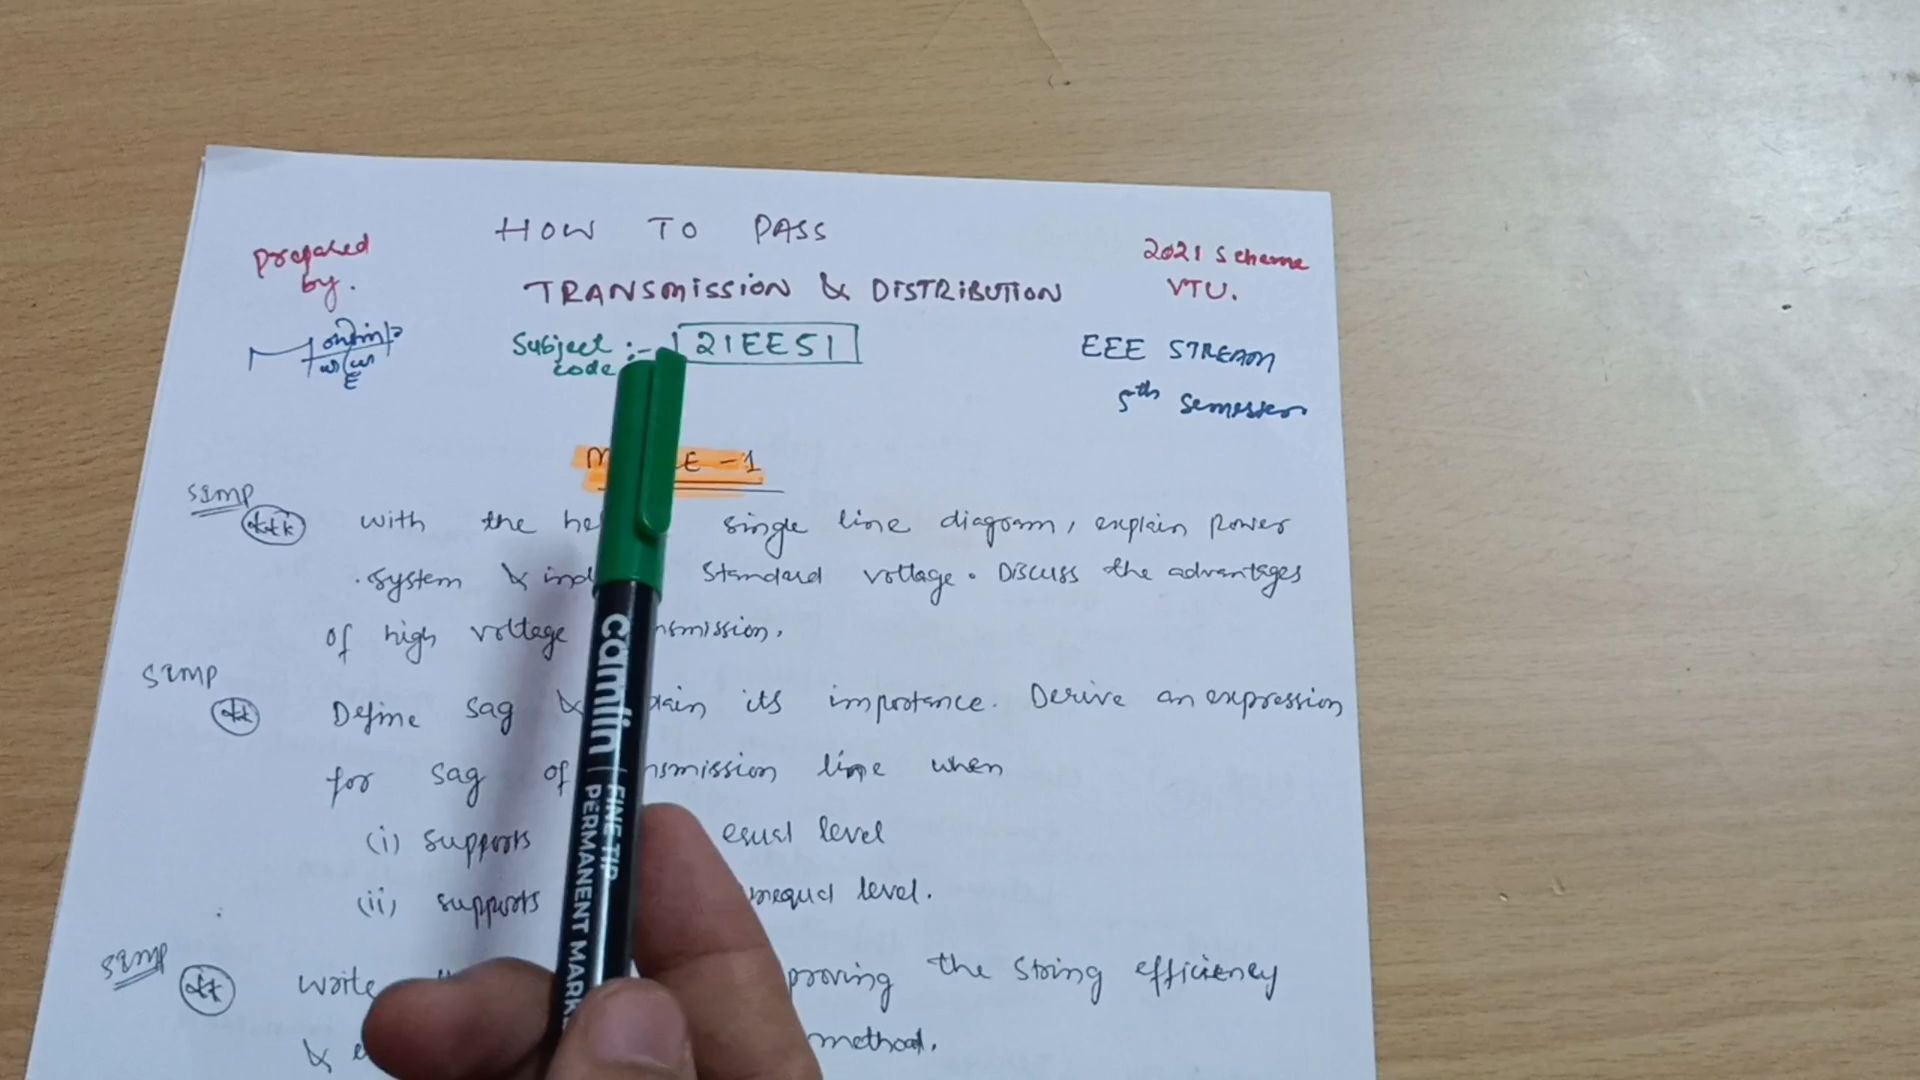 HOW TO PASS
Prepared by.
2021 Scheme VTU.
TRANSMISSION & DISTRIBUTION
Subject code :- 21EE51
EEE STREAM
5th Semester
-1
SIMP
With the single line diagram, explain power
system & standard voltage. Discuss the advantages
of high voltage
SIMP
Define sag & its importance. Derive an expression
for sag of line when
(i) supports equal level
(ii) supports level.
SIMP
write the string efficiency
& method.
camlin FINE TIP
PERMANENT MARK